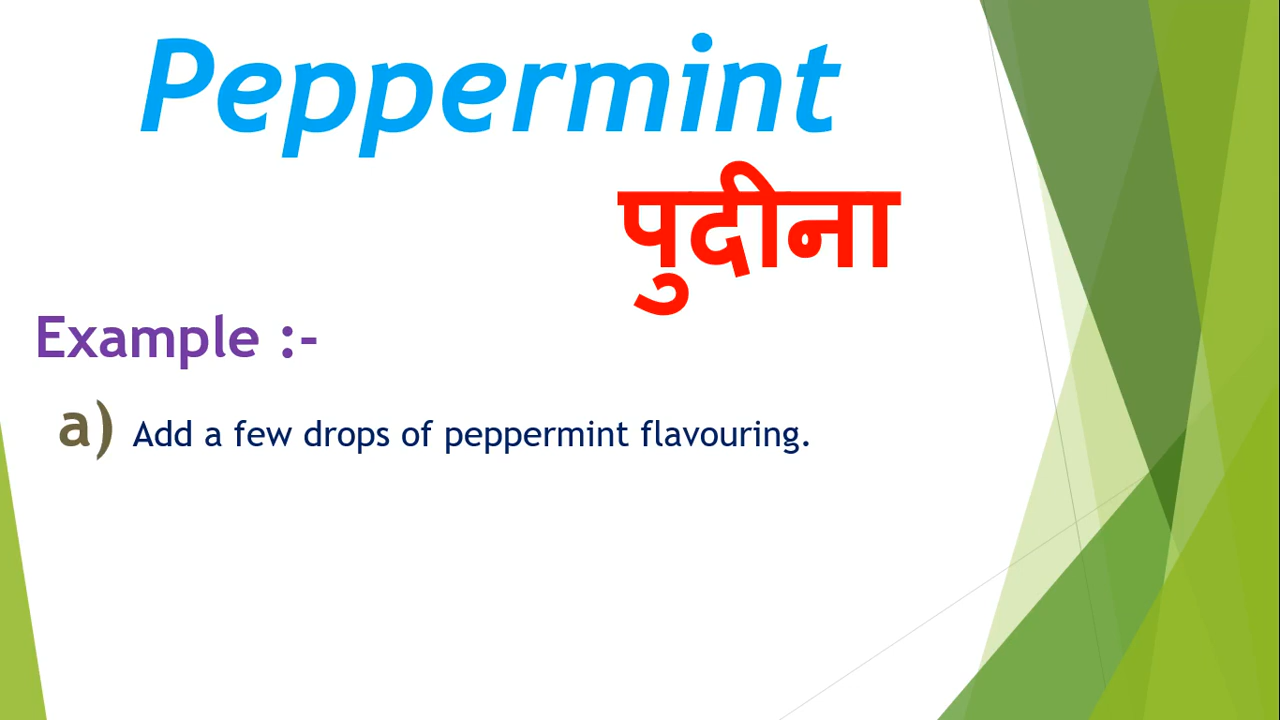 Peppermint
पुदीना
Example :-
a) Add a few drops of peppermint flavouring.